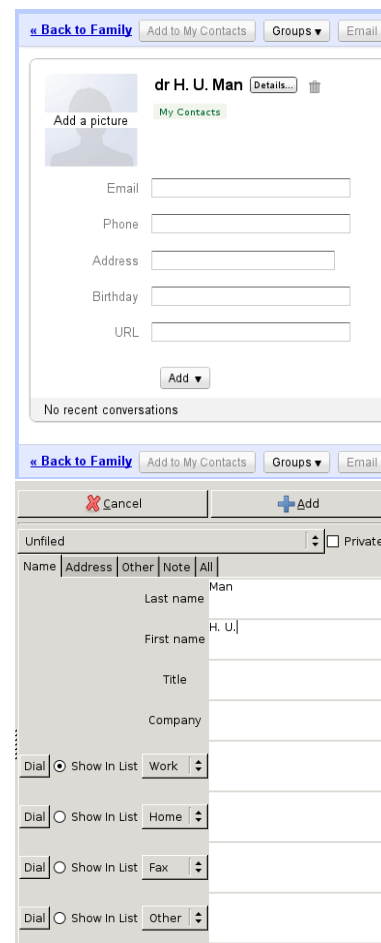 « Back to Family Add to My Contacts Groups ▾ Email
dr H. U. Man Details...
My Contacts
Add a picture
Email
Phone
Address
Birthday
URL
Add ▾
No recent conversations
« Back to Family Add to My Contacts Groups ▾ Email
Cancel Add
Unfiled Private
Name Address Other Note All
Last name Man
First name H. U.
Title
Company
Dial Show In List Work
Dial Show In List Home
Dial Show In List Fax
Dial Show In List Other